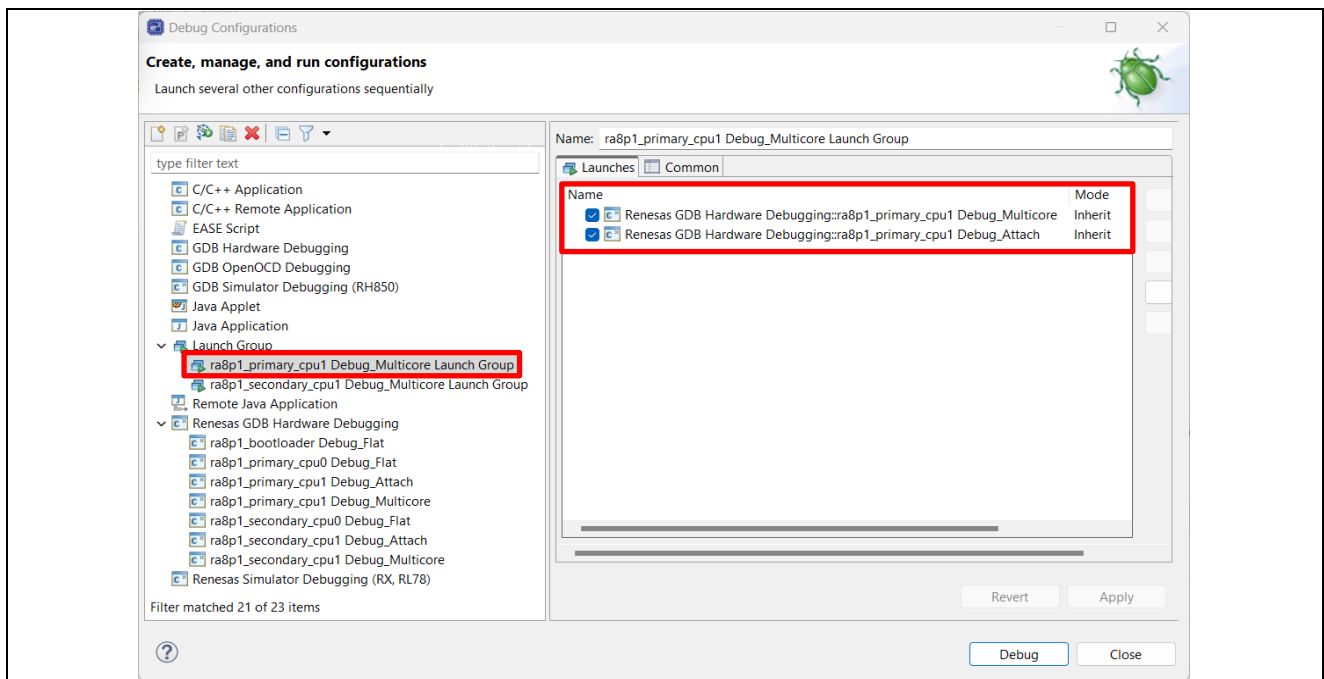 Debug Configurations
Create, manage, and run configurations
Launch several other configurations sequentially
type filter text
C/C++ Application
C/C++ Remote Application
EASE Script
GDB Hardware Debugging
GDB OpenOCD Debugging
GDB Simulator Debugging (RH850)
Java Applet
Java Application
Launch Group
ra8p1_primary_cpu1 Debug_Multicore Launch Group
ra8p1_secondary_cpu1 Debug_Multicore Launch Group
Remote Java Application
Renesas GDB Hardware Debugging
ra8p1_bootloader Debug_Flat
ra8p1_primary_cpu0 Debug_Flat
ra8p1_primary_cpu1 Debug_Attach
ra8p1_primary_cpu1 Debug_Multicore
ra8p1_secondary_cpu0 Debug_Flat
ra8p1_secondary_cpu1 Debug_Attach
ra8p1_secondary_cpu1 Debug_Multicore
Renesas Simulator Debugging (RX, RL78)
Filter matched 21 of 23 items
Name: ra8p1_primary_cpu1 Debug_Multicore Launch Group
Launches Common
Name Mode
Renesas GDB Hardware Debugging::ra8p1_primary_cpu1 Debug_Multicore Inherit
Renesas GDB Hardware Debugging::ra8p1_primary_cpu1 Debug_Attach Inherit
Revert Apply
Debug Close